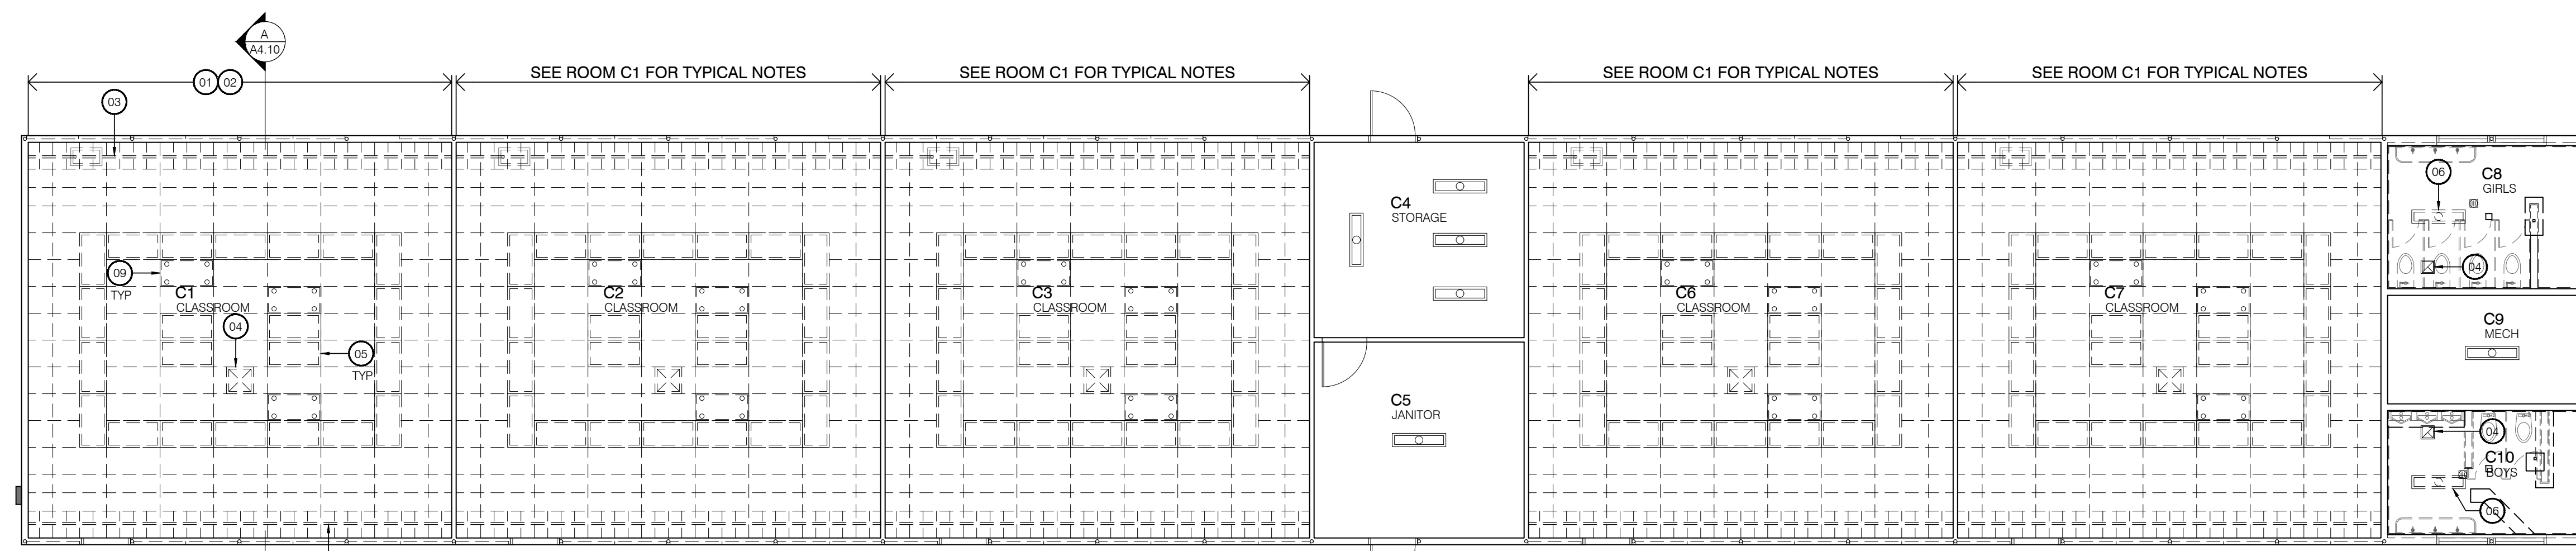 A
A4.10
01 02
SEE ROOM C1 FOR TYPICAL NOTES
SEE ROOM C1 FOR TYPICAL NOTES
SEE ROOM C1 FOR TYPICAL NOTES
SEE ROOM C1 FOR TYPICAL NOTES
03
09
TYP
C1
CLASSROOM
04
05
TYP
C2
CLASSROOM
C3
CLASSROOM
C4
STORAGE
C5
JANITOR
C6
CLASSROOM
C7
CLASSROOM
06
C8
GIRLS
04
C9
MECH
04
C10
BOYS
06